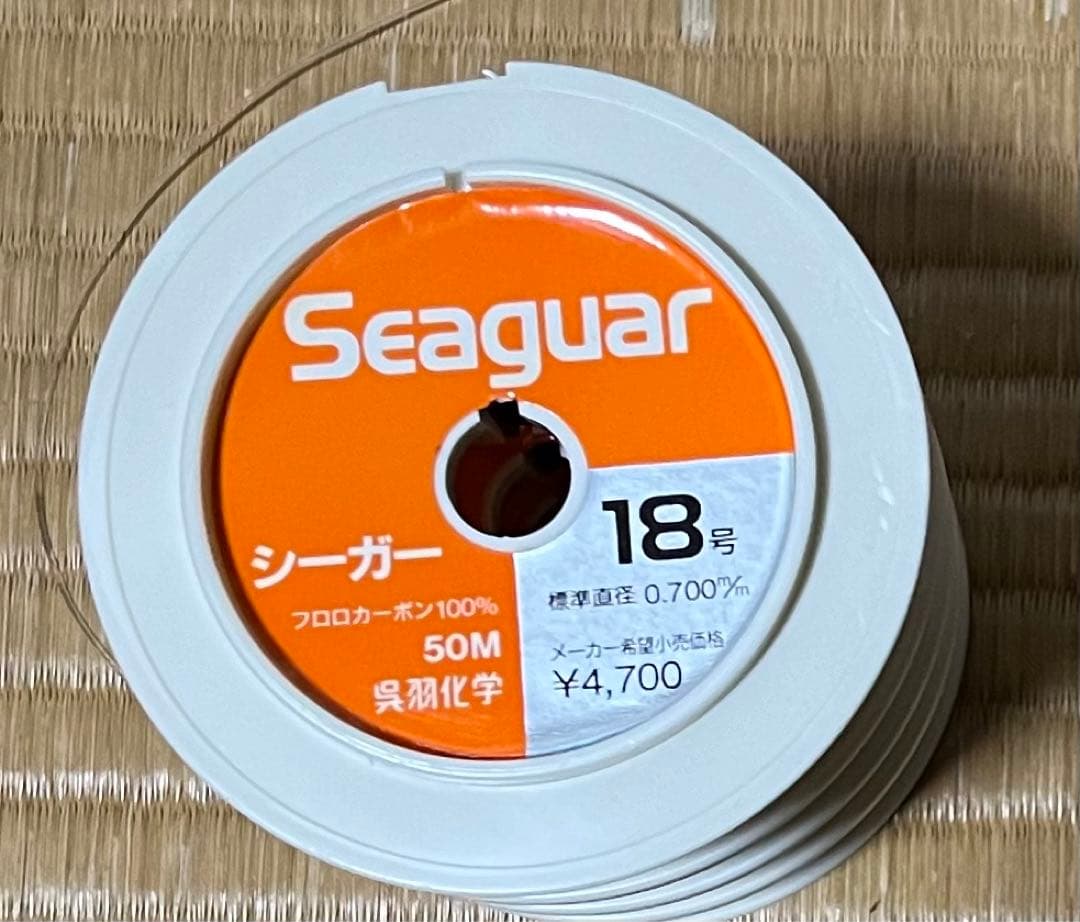 Seaguar
シーガー
フロロカーボン100%
50M
呉羽化学
18号
標準直径 0.700m/m
メーカー希望小売価格
¥4,700